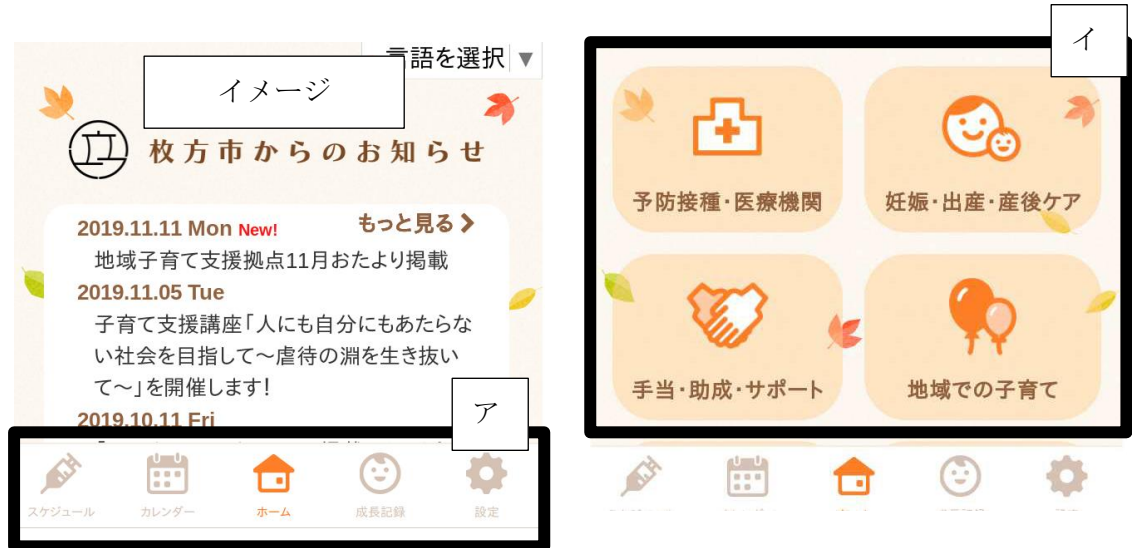 言語を選択 ▼
イメージ
枚方市からのお知らせ
2019.11.11 Mon New! もっと見る
地域子育て支援拠点11月おたより掲載
2019.11.05 Tue
子育て支援講座「人にも自分にもあたらな
い社会を目指して～虐待の淵を生き抜い
て～」を開催します!
2019.10.11 Fri
ア
スケジュール カレンダー ホーム 成長記録 設定
イ
予防接種・医療機関 妊娠・出産・産後ケア
手当・助成・サポート 地域での子育て